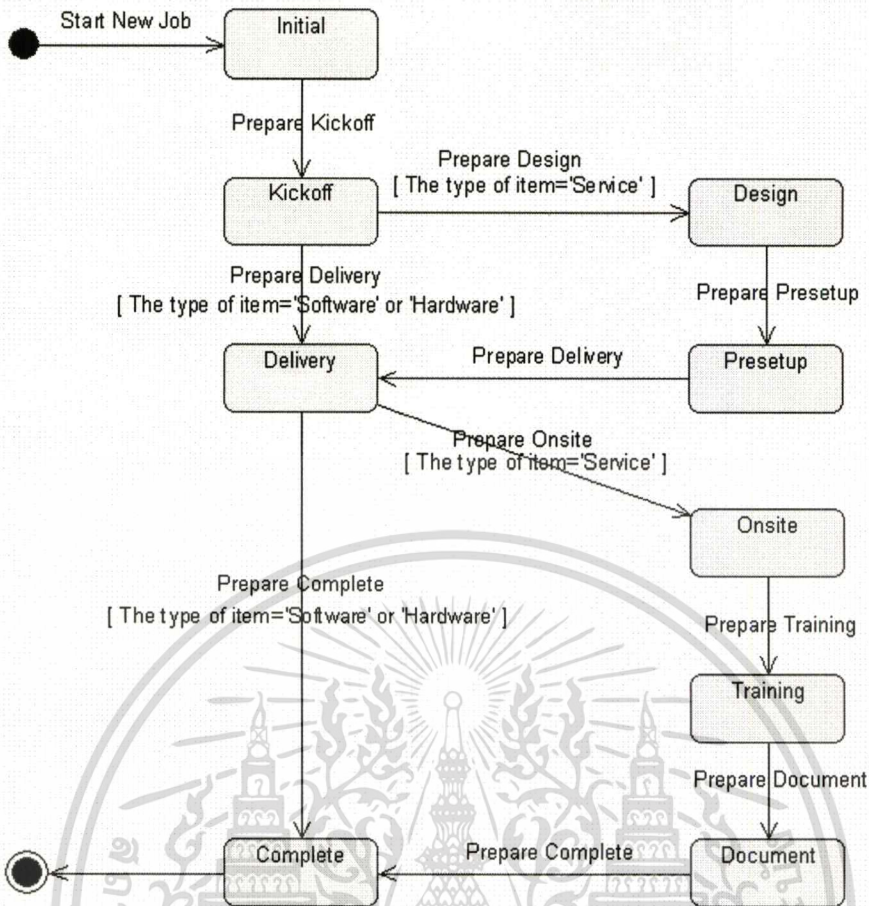 Start New Job
Initial
Prepare Kickoff
Prepare Design
[ The type of item='Service' ]
Kickoff
Design
Prepare Delivery
[ The type of item='Software' or 'Hardware' ]
Prepare Presetup
Delivery
Prepare Delivery
Presetup
Prepare Onsite
[ The type of item='Service' ]
Onsite
Prepare Complete
[ The type of item='Software' or 'Hardware' ]
Prepare Training
Training
Prepare Document
Complete
Prepare Complete
Document